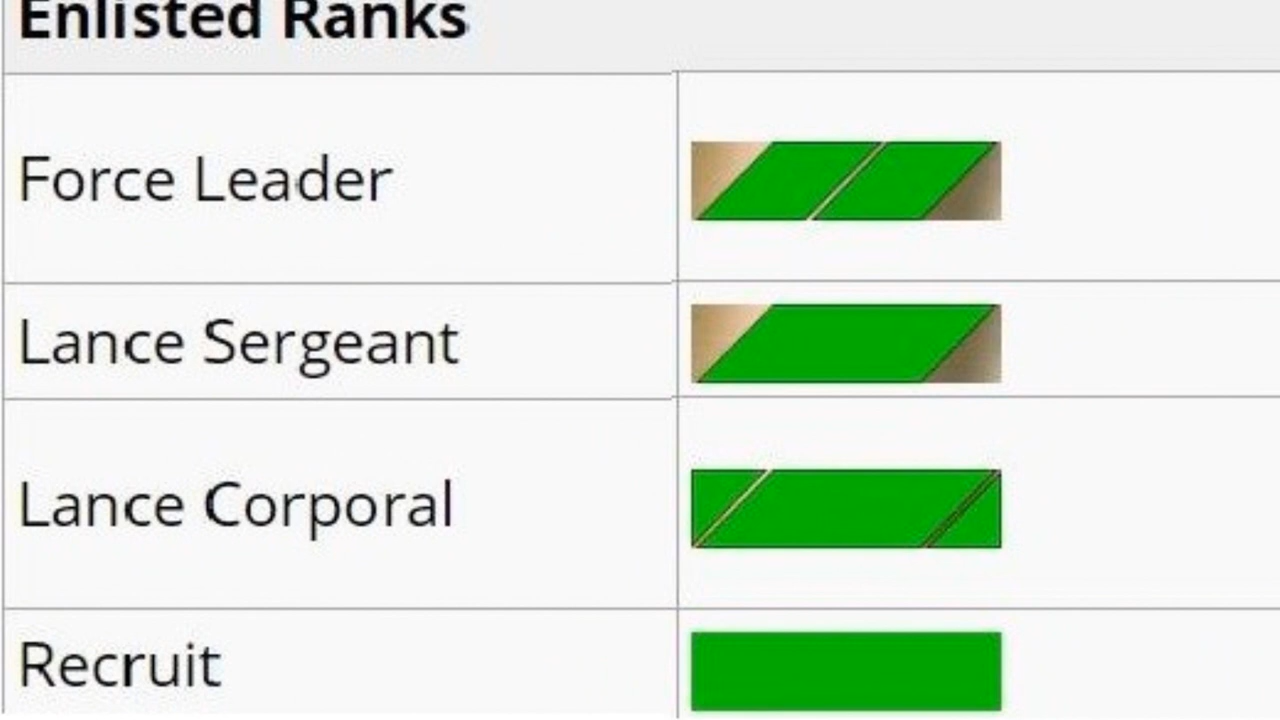 Enlisted Ranks
Force Leader
Lance Sergeant
Lance Corporal
Recruit